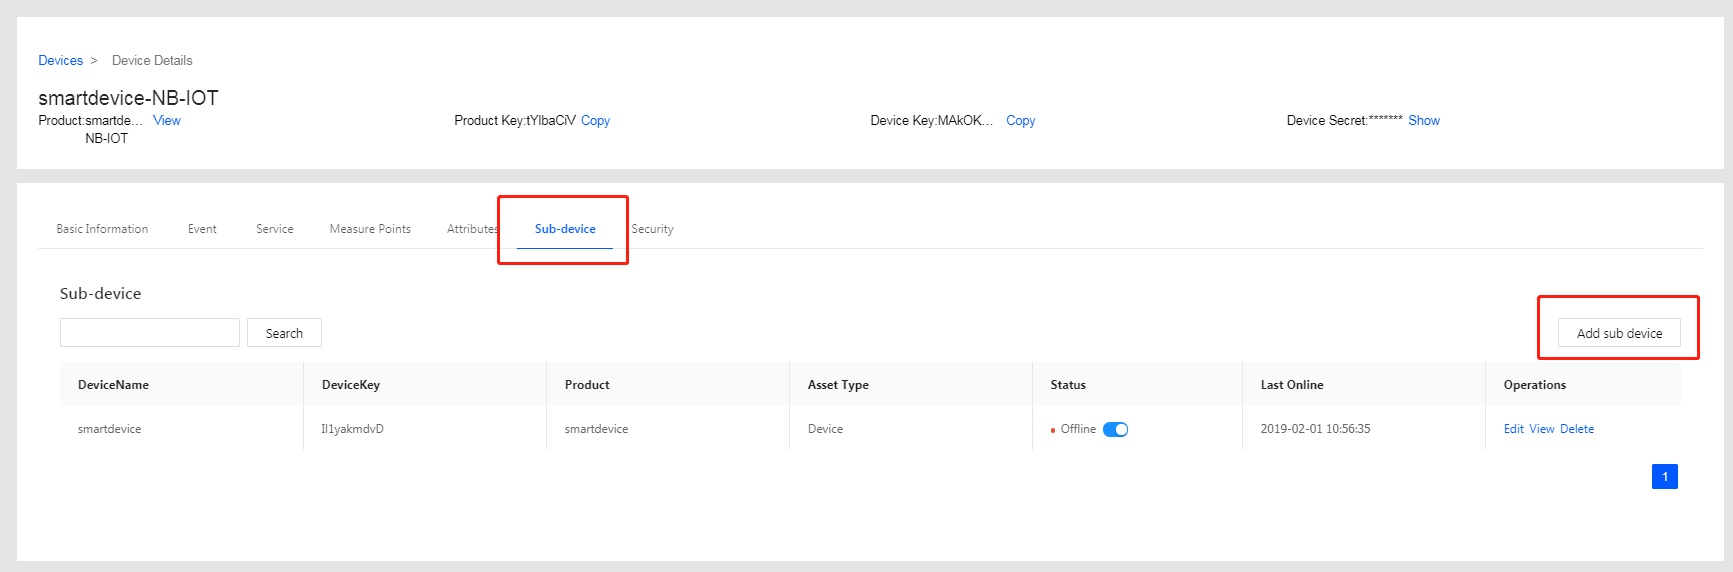 Devices > Device Details
smartdevice-NB-IOT
Product:smartde... View Product Key:tYlbaCiV Copy Device Key:MAkOK... Copy Device Secret:******* Show
NB-IOT
Basic Information Event Service Measure Points Attributes Sub-device Security
Sub-device
Search Add sub device
DeviceName DeviceKey Product Asset Type Status Last Online Operations
smartdevice Il1yakmdvD smartdevice Device Offline 2019-02-01 10:56:35 Edit View Delete
1